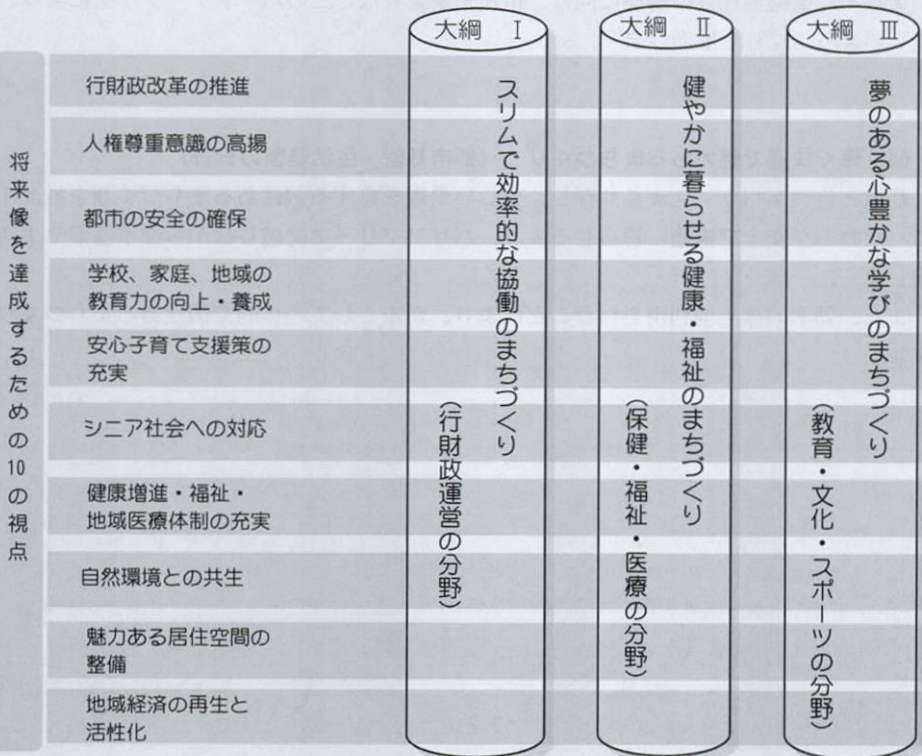 大綱 Ⅰ
大綱 Ⅱ
大綱 Ⅲ
将来像を達成するための10の視点
行財政改革の推進
人権尊重意識の高揚
都市の安全の確保
学校、家庭、地域の
教育力の向上・養成
安心子育て支援策の
充実
シニア社会への対応
健康増進・福祉・
地域医療体制の充実
自然環境との共生
魅力ある居住空間の
整備
地域経済の再生と
活性化
スリムで効率的な協働のまちづくり
(行財政運営の分野)
健やかに暮らせる健康・福祉のまちづくり
(保健・福祉・医療の分野)
夢のある心豊かな学びのまちづくり
(教育・文化・スポーツの分野)